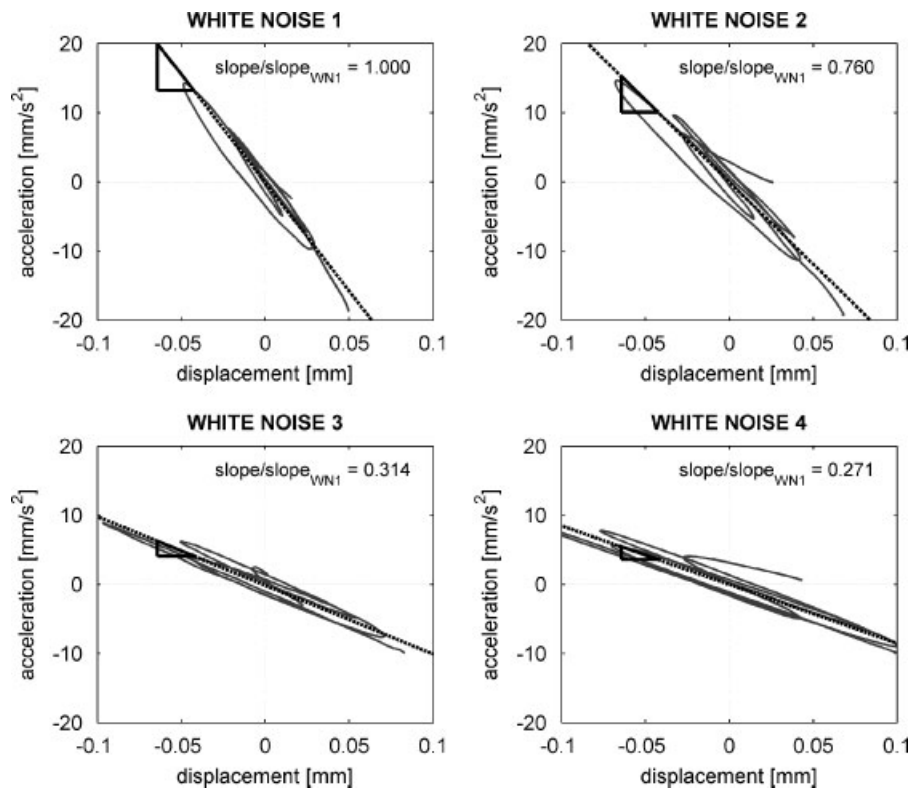 WHITE NOISE 1
slope/slope_WN1 = 1.000
20
10
0
-10
-20
acceleration [mm/s²]
-0.1 -0.05 0 0.05 0.1
displacement [mm]
WHITE NOISE 2
slope/slope_WN1 = 0.760
20
10
0
-10
-20
acceleration [mm/s²]
-0.1 -0.05 0 0.05 0.1
displacement [mm]
WHITE NOISE 3
slope/slope_WN1 = 0.314
20
10
0
-10
-20
acceleration [mm/s²]
-0.1 -0.05 0 0.05 0.1
displacement [mm]
WHITE NOISE 4
slope/slope_WN1 = 0.271
20
10
0
-10
-20
acceleration [mm/s²]
-0.1 -0.05 0 0.05 0.1
displacement [mm]